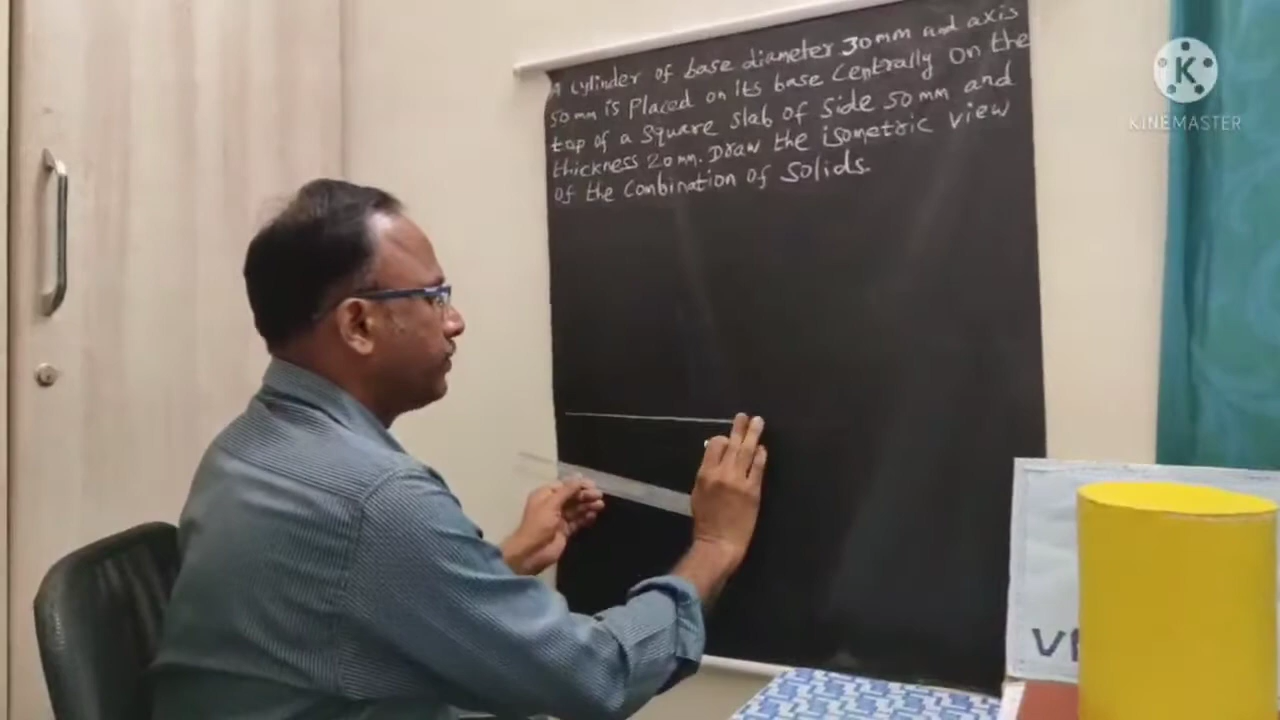 A cylinder of base diameter 30mm and axis
50mm is placed on its base centrally on the
top of a square slab of side 50mm and
thickness 20mm. Draw the isometric view
of the combination of solids.
K
KINEMASTER